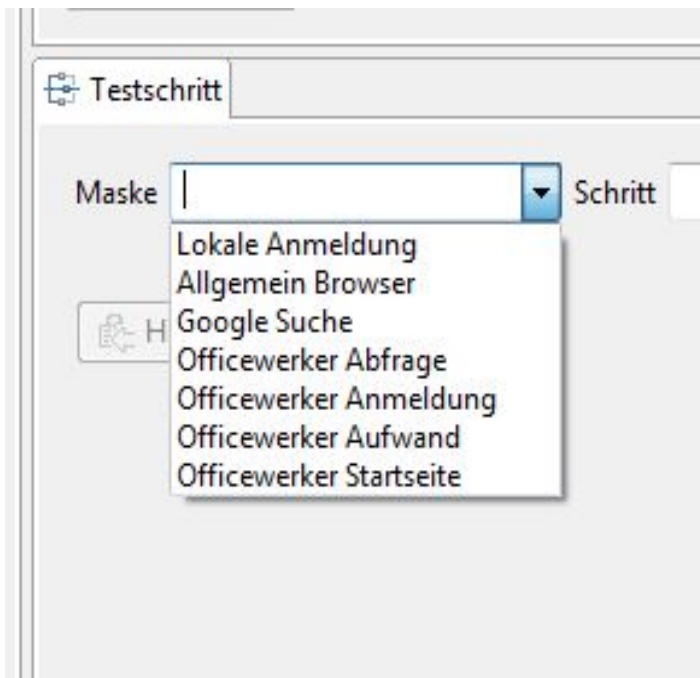 Testschritt
Maske Schritt
Lokale Anmeldung
Allgemein Browser
Google Suche
Officewerker Abfrage
Officewerker Anmeldung
Officewerker Aufwand
Officewerker Startseite